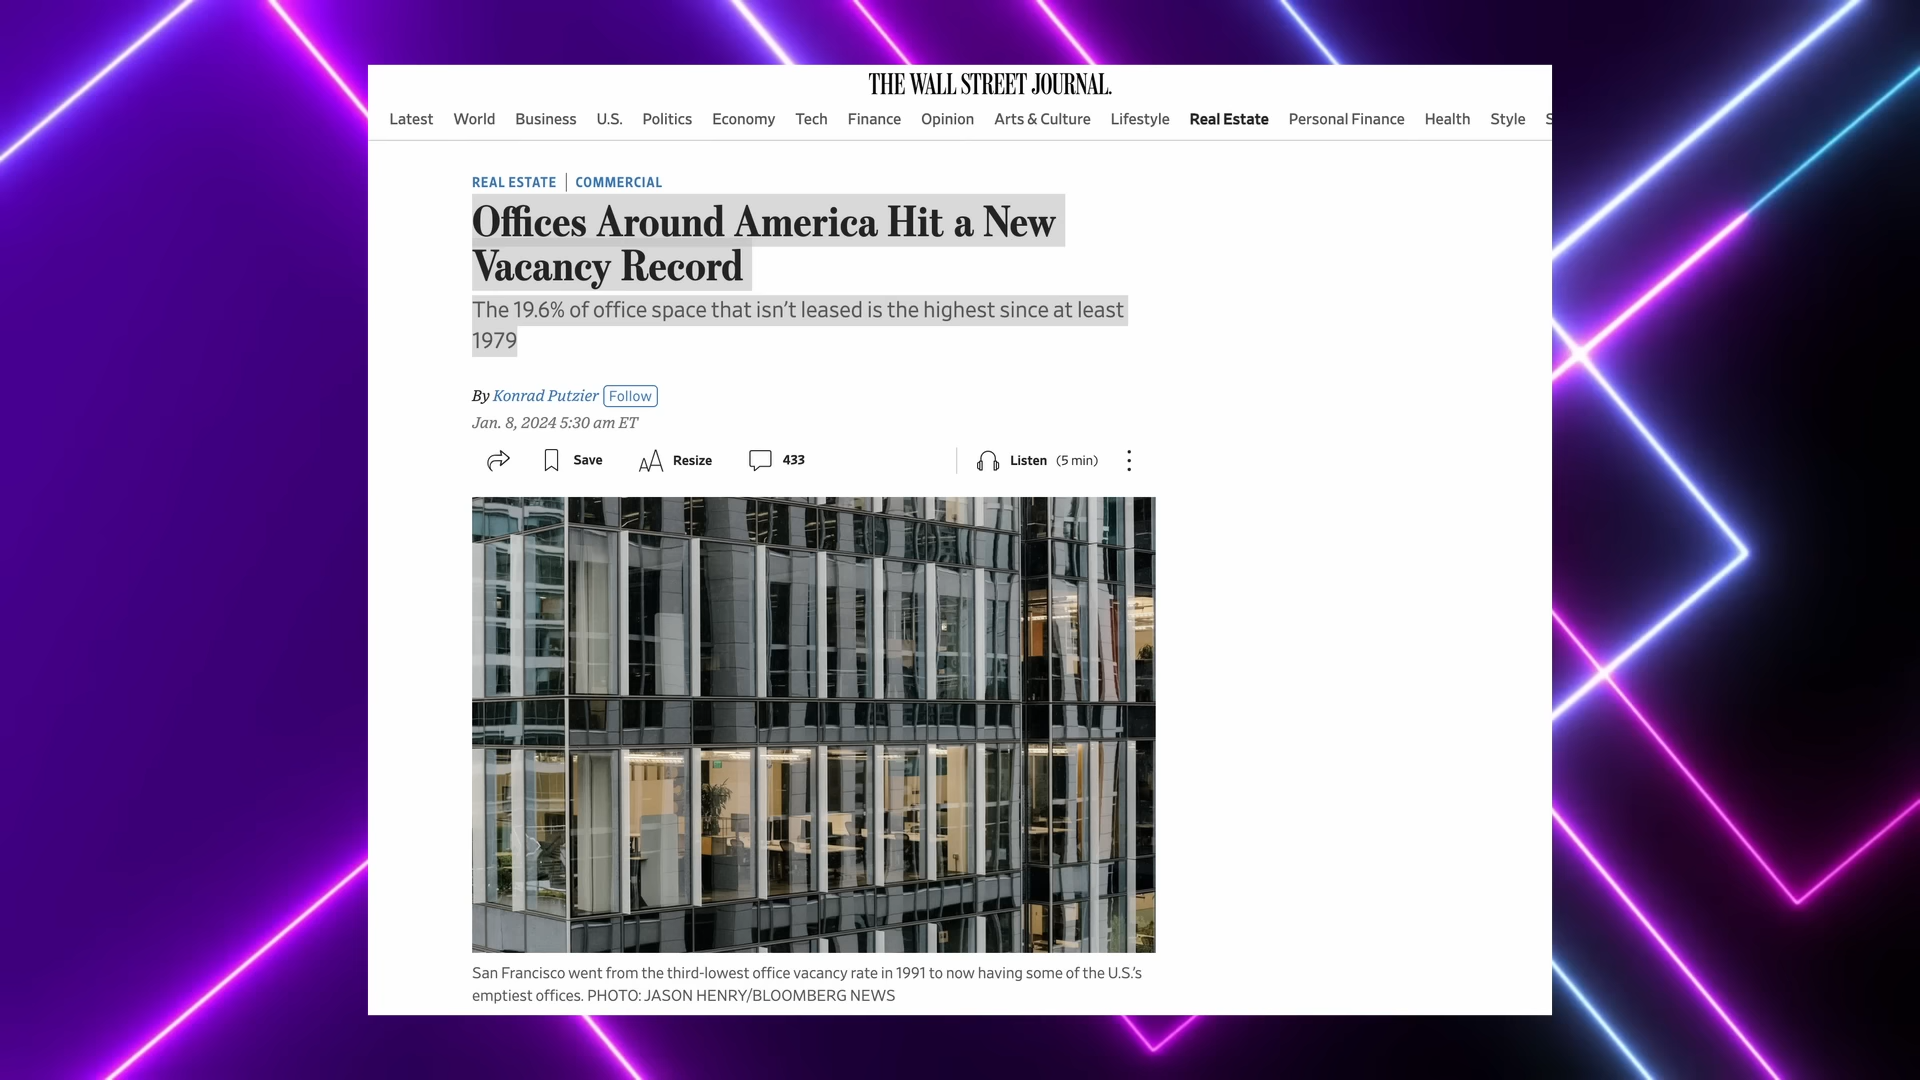 THE WALL STREET JOURNAL.
Latest World Business U.S. Politics Economy Tech Finance Opinion Arts & Culture Lifestyle Real Estate Personal Finance Health Style S
REAL ESTATE | COMMERCIAL
Offices Around America Hit a New
Vacancy Record
The 19.6% of office space that isn’t leased is the highest since at least
1979
By Konrad Putzier Follow
Jan. 8, 2024 5:30 am ET
Save AA Resize 433 Listen (5 min)
San Francisco went from the third-lowest office vacancy rate in 1991 to now having some of the U.S.’s
emptiest offices. PHOTO: JASON HENRY/BLOOMBERG NEWS